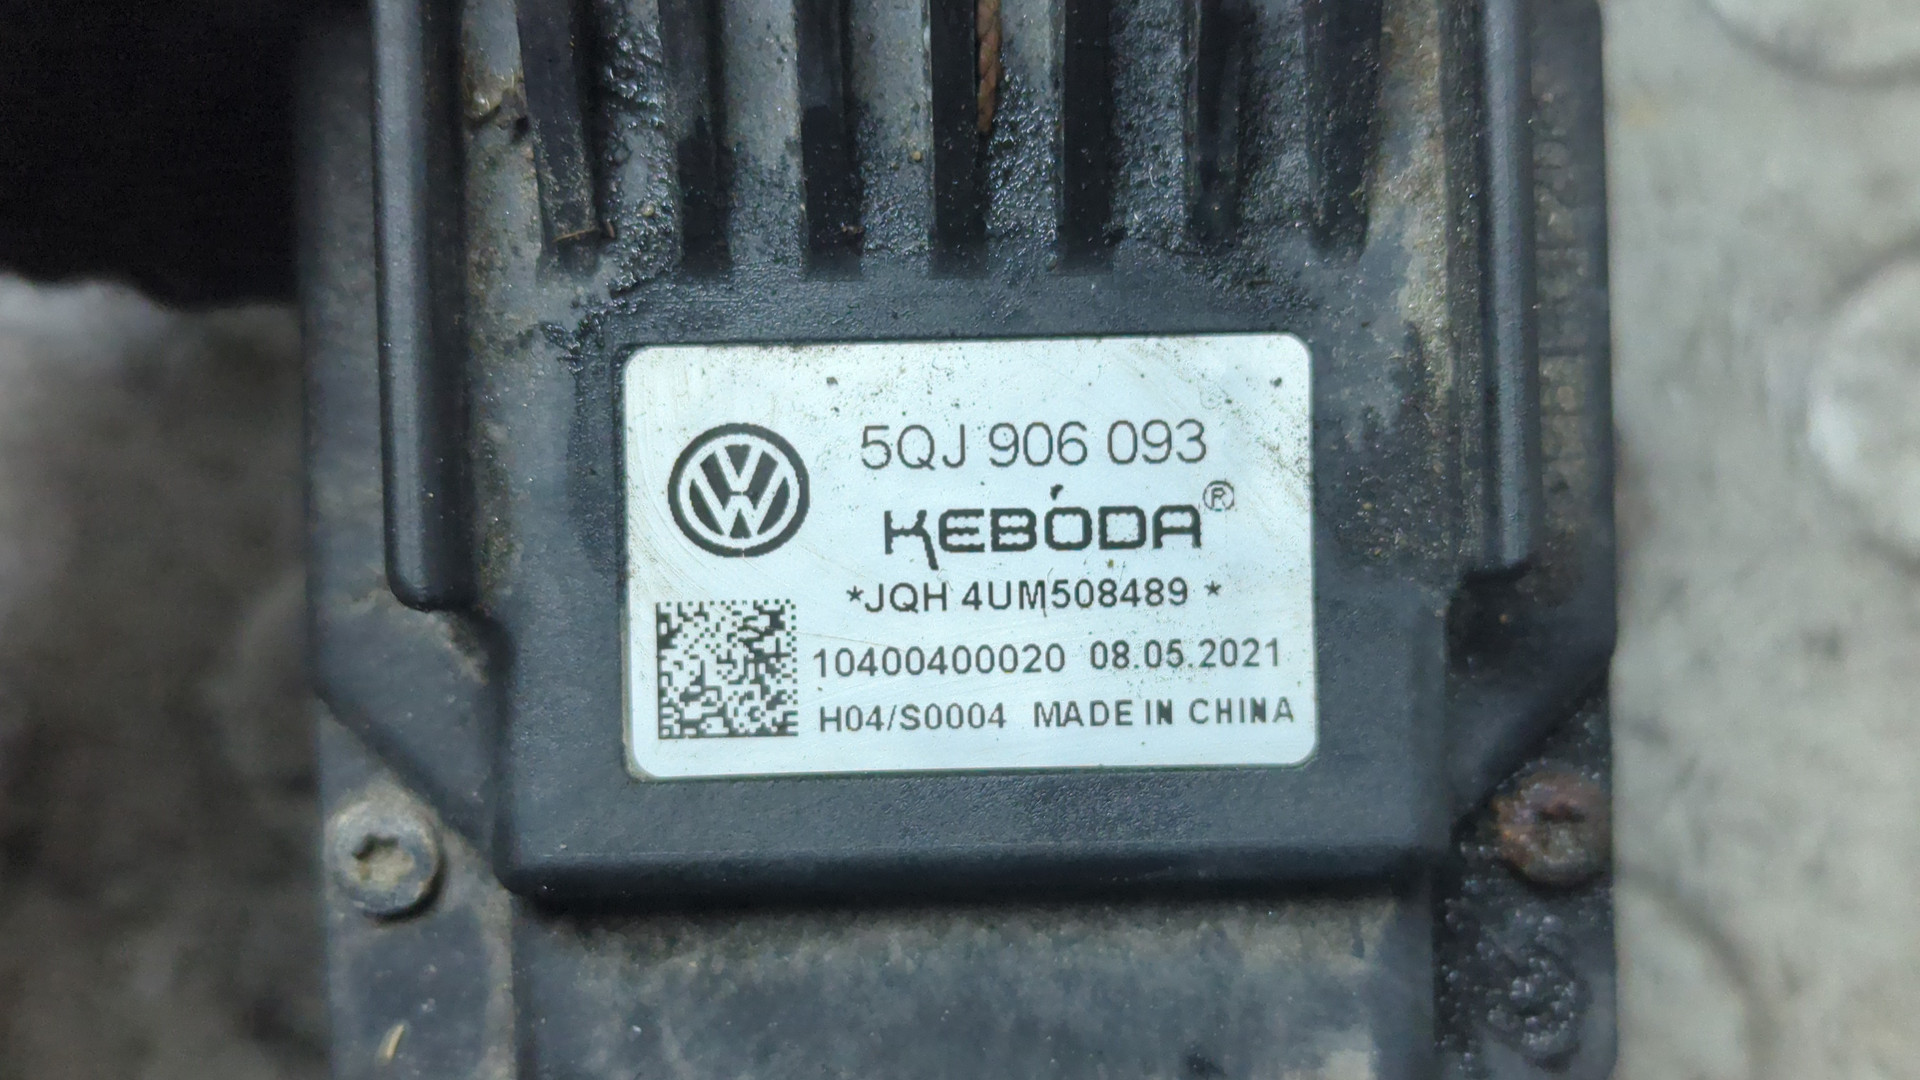 5QJ 906 093
KEBODA®
*JQH 4UM508489 *
10400400020 08.05.2021
H04/S0004 MADE IN CHINA